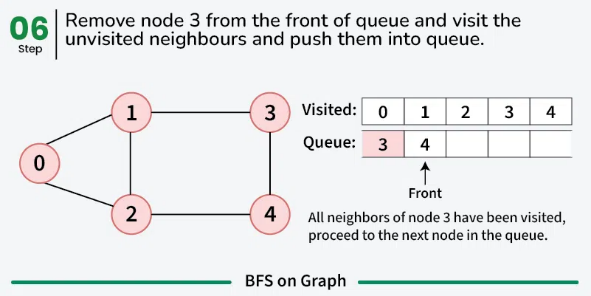 06
Step
Remove node 3 from the front of queue and visit the
unvisited neighbours and push them into queue.
1
3
0
2
4
Visited: 0 1 2 3 4
Queue: 3 4
Front
All neighbors of node 3 have been visited,
proceed to the next node in the queue.
BFS on Graph